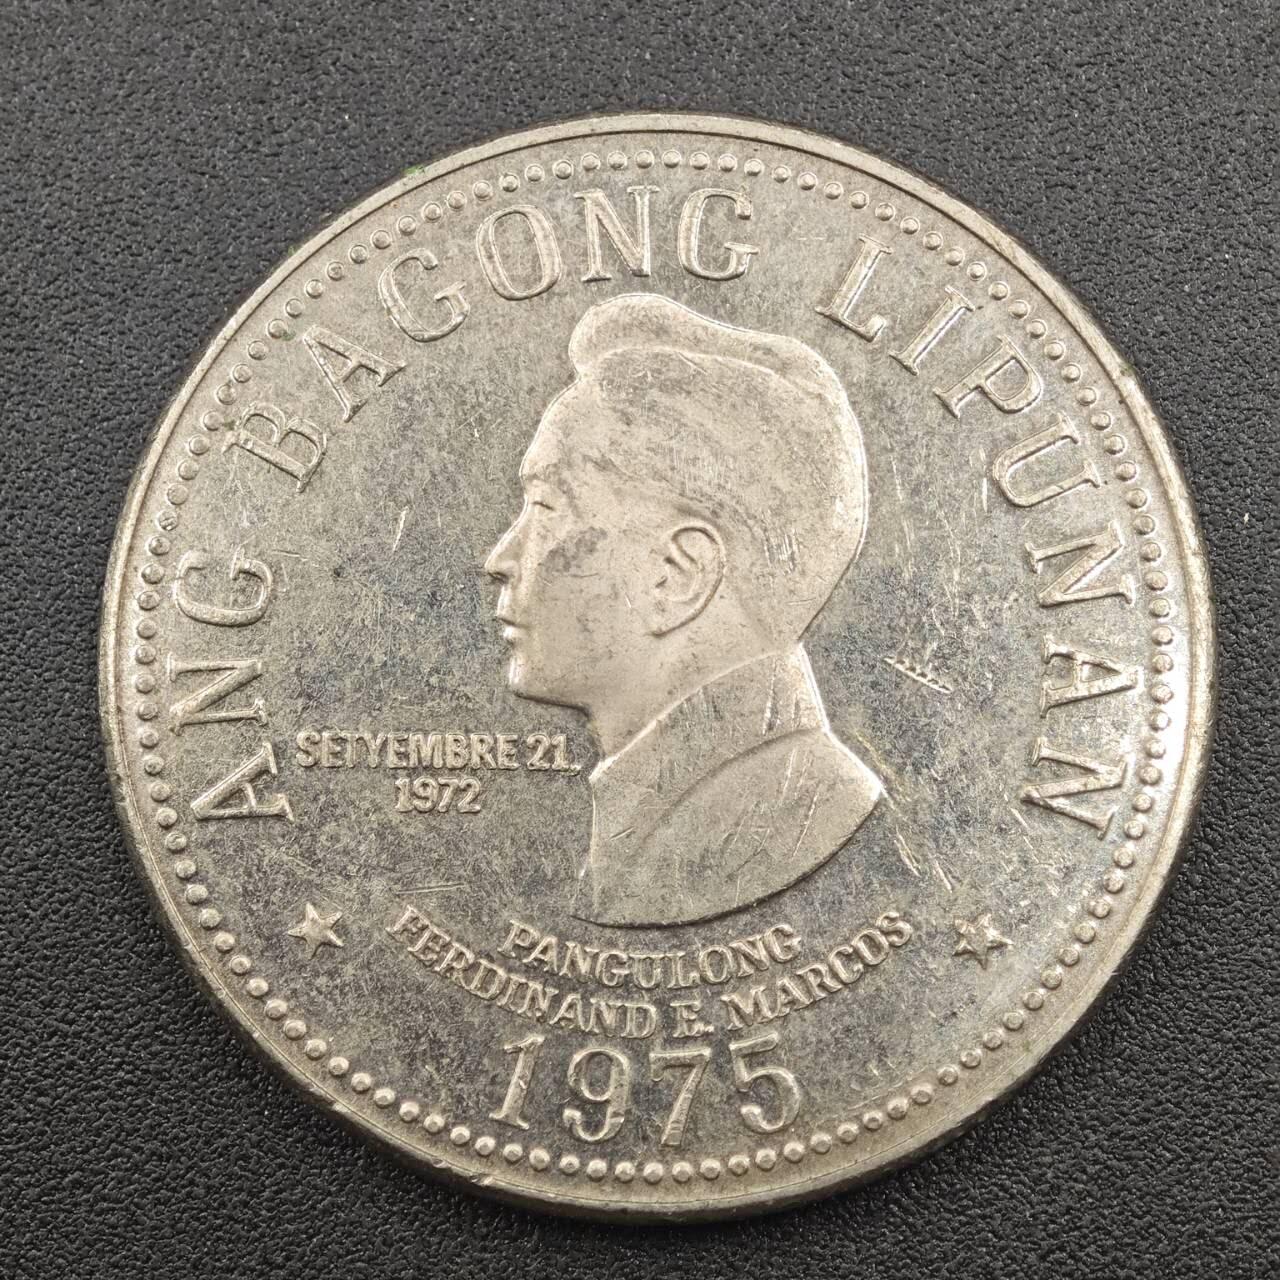 ANG BAGONG LIPUNAN
SETYEMBRE 21,
1972
PANGULONG
FERDINAND E. MARCOS
1975